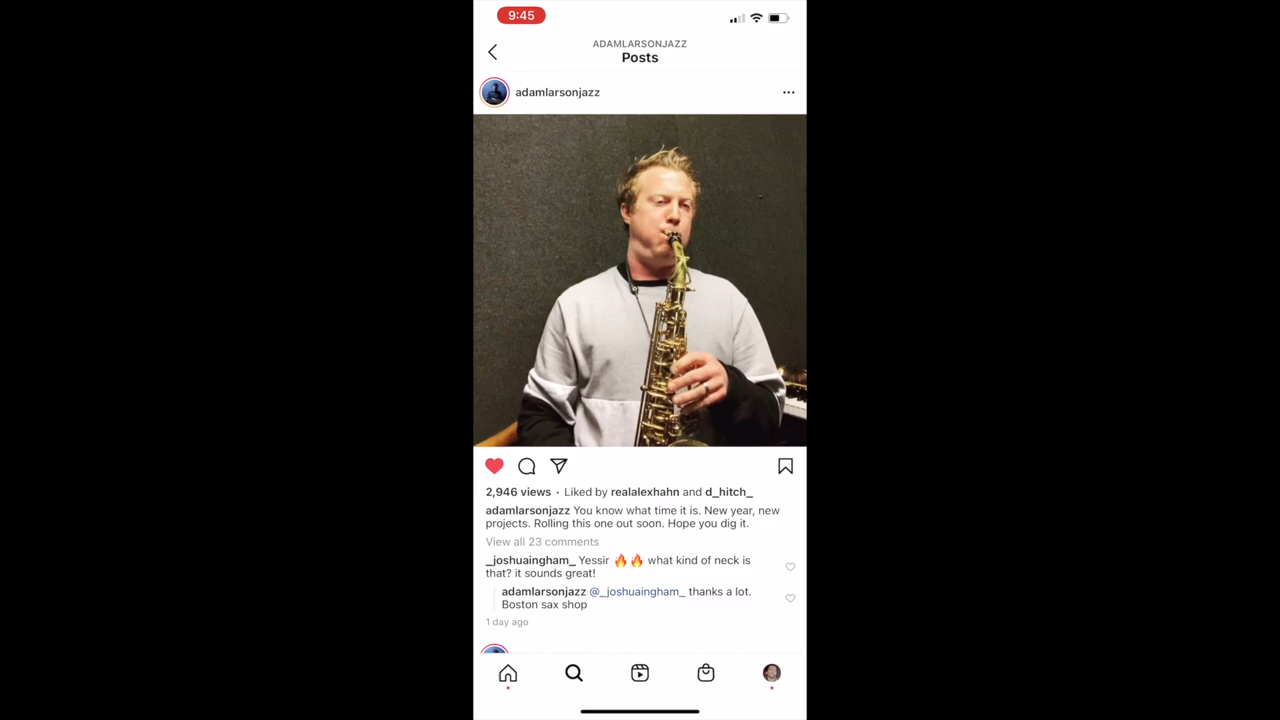 9:45
ADAMLARSONJAZZ
Posts
adamlarsonjazz
2,946 views · Liked by realalexhahn and d_hitch_
adamlarsonjazz You know what time it is. New year, new
projects. Rolling this one out soon. Hope you dig it.
View all 23 comments
_joshuaingham_ Yessir 🔥🔥 what kind of neck is
that? it sounds great!
adamlarsonjazz @_joshuaingham_ thanks a lot.
Boston sax shop
1 day ago